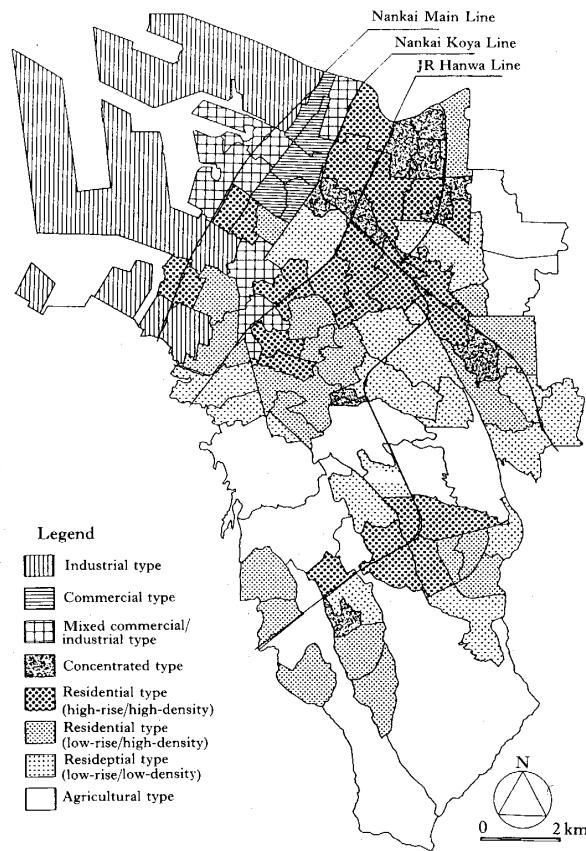 Nankai Main Line
Nankai Koya Line
JR Hanwa Line
Legend
Industrial type
Commercial type
Mixed commercial/
industrial type
Concentrated type
Residential type
(high-rise/high-density)
Residential type
(low-rise/high-density)
Resideptial type
(low-rise/low-density)
Agricultural type
N
0 2 km